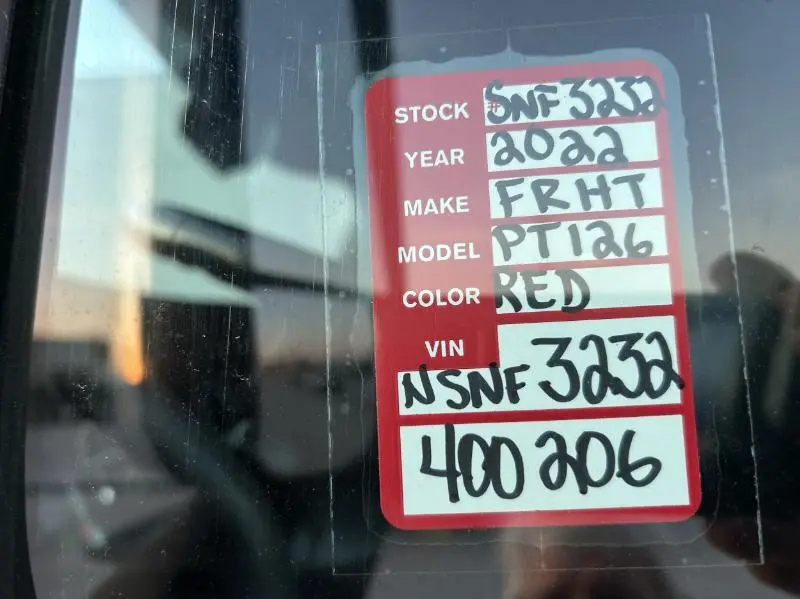 STOCK # SNF3232
YEAR 2022
MAKE FRHT
MODEL PT126
COLOR RED
VIN
NSNF3232
400206